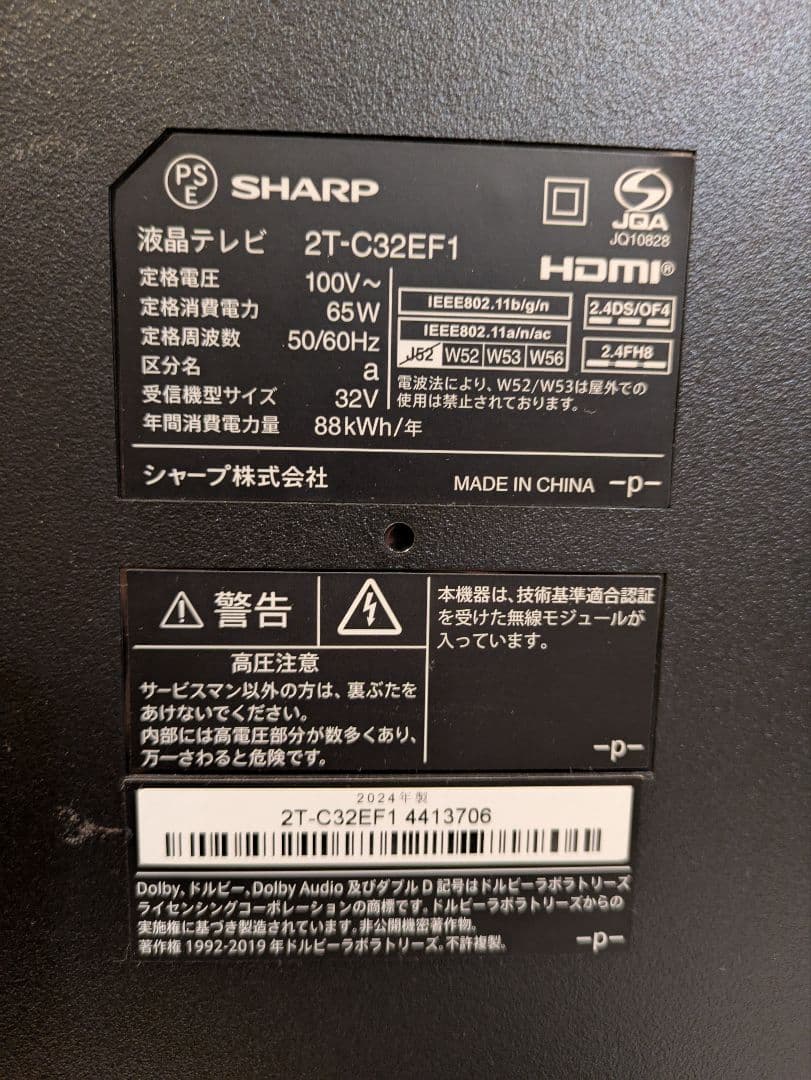 PSE SHARP
JQA
JQ10828
液晶テレビ 2T-C32EF1
HDMI®
定格電圧 100V～
定格消費電力 65W
定格周波数 50/60Hz
区分名 a
受信機型サイズ 32V
年間消費電力量 88kWh/年
IEEE802.11b/g/n
IEEE802.11a/n/ac
J52 W52 W53 W56
2.4DS/OF4
2.4FH8
電波法により、W52/W53は屋外での
使用は禁止されております。
シャープ株式会社 MADE IN CHINA -p-
警告
高圧注意
サービスマン以外の方は、裏ぶたを
あけないでください。
内部には高電圧部分が数多くあり、
万一さわると危険です。
本機器は、技術基準適合認証
を受けた無線モジュールが
入っています。
-p-
2024年製
2T-C32EF1 4413706
Dolby、ドルビー、Dolby Audio 及びダブル D 記号はドルビーラボラトリーズ
ライセンシングコーポレーションの商標です。ドルビーラボラトリーズからの
実施権に基づき製造されています。非公開機密著作物。
著作権 1992-2019 年ドルビーラボラトリーズ。不許複製。
-p-